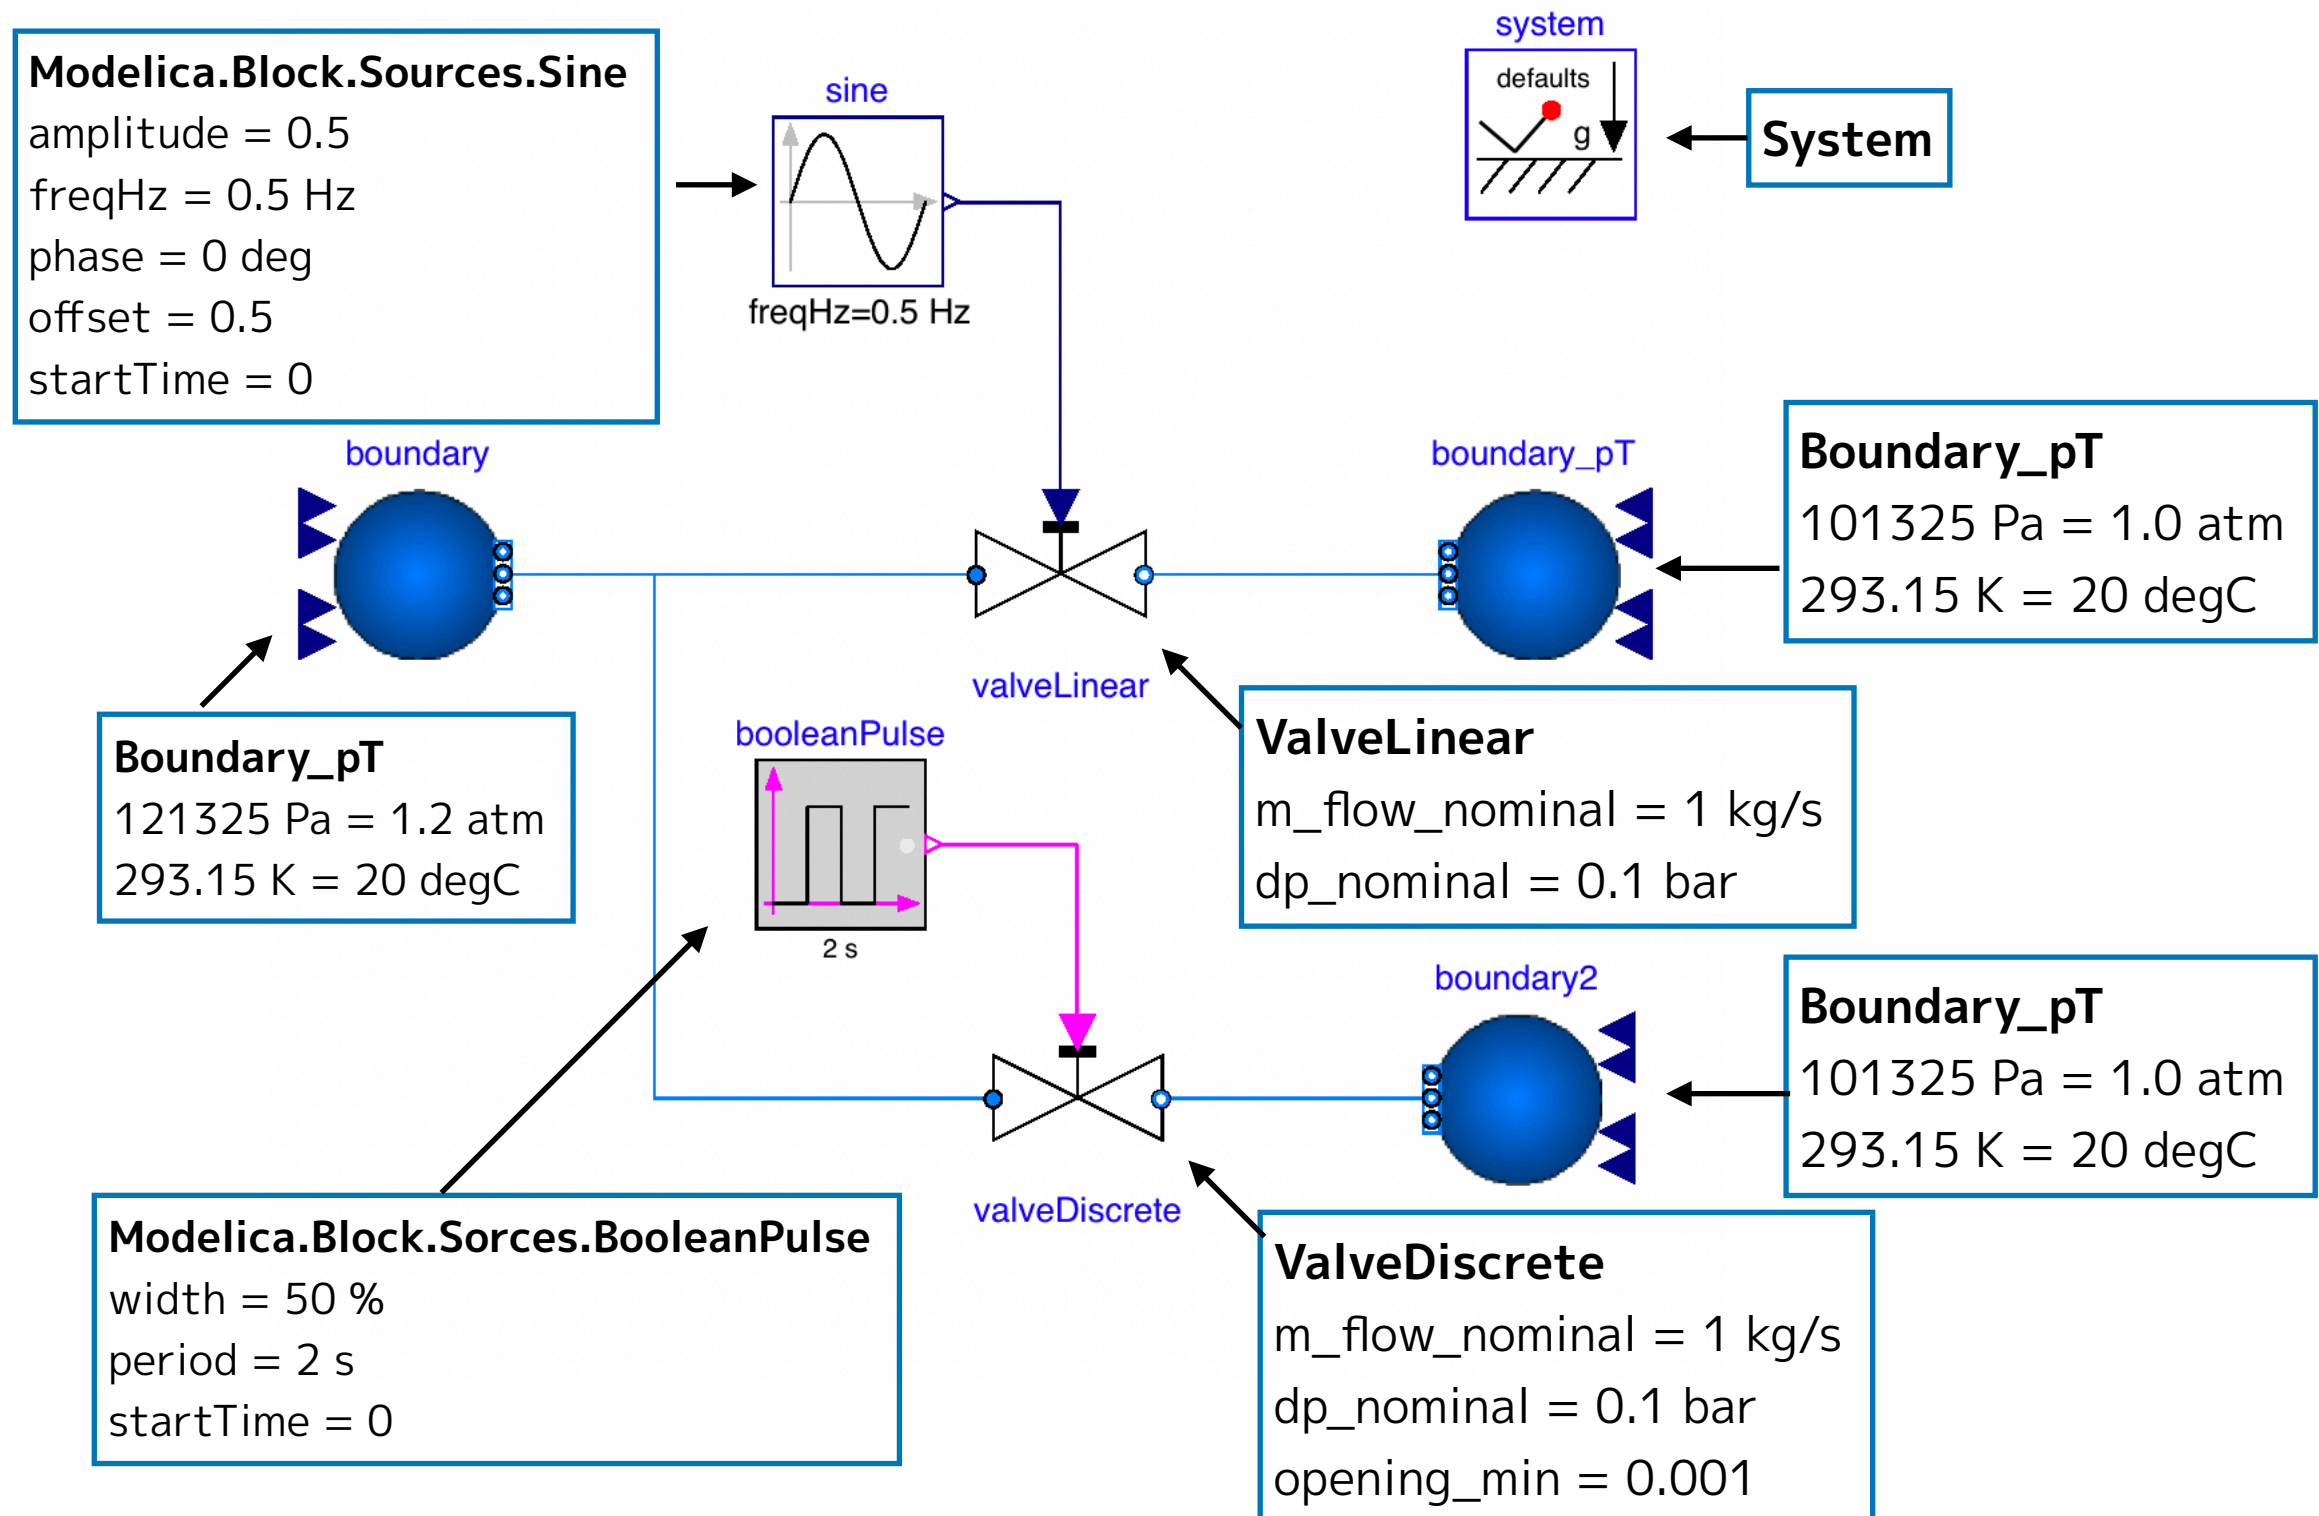 system
defaults
g
System
Modelica.Block.Sources.Sine
amplitude = 0.5
freqHz = 0.5 Hz
phase = 0 deg
offset = 0.5
startTime = 0
sine
freqHz=0.5 Hz
boundary
boundary_pT
Boundary_pT
101325 Pa = 1.0 atm
293.15 K = 20 degC
valveLinear
ValveLinear
m_flow_nominal = 1 kg/s
dp_nominal = 0.1 bar
Boundary_pT
121325 Pa = 1.2 atm
293.15 K = 20 degC
booleanPulse
2 s
boundary2
Boundary_pT
101325 Pa = 1.0 atm
293.15 K = 20 degC
Modelica.Block.Sorces.BooleanPulse
width = 50 %
period = 2 s
startTime = 0
valveDiscrete
ValveDiscrete
m_flow_nominal = 1 kg/s
dp_nominal = 0.1 bar
opening_min = 0.001